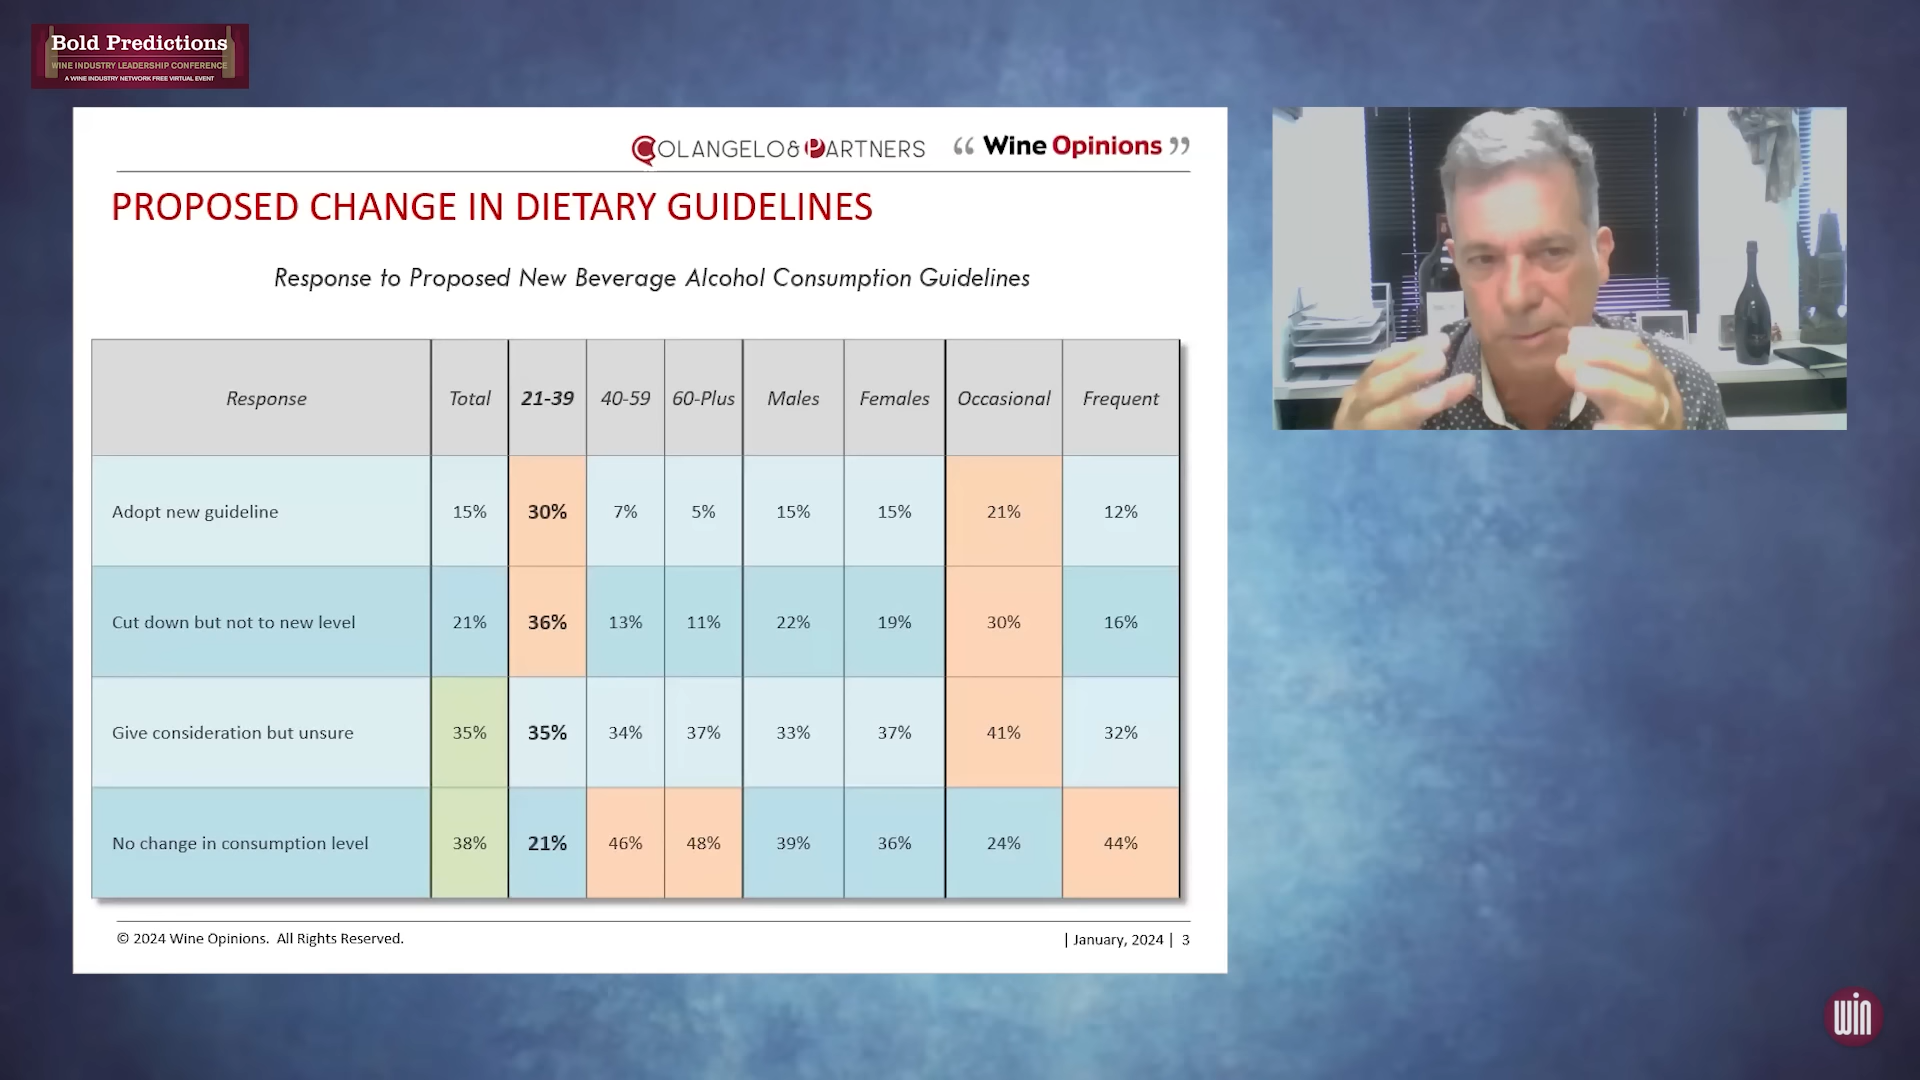 Bold Predictions
WINE INDUSTRY LEADERSHIP CONFERENCE
A WINE INDUSTRY NETWORK FREE VIRTUAL EVENT
COLANGELO & PARTNERS “ Wine Opinions ”
PROPOSED CHANGE IN DIETARY GUIDELINES
Response to Proposed New Beverage Alcohol Consumption Guidelines
Response Total 21-39 40-59 60-Plus Males Females Occasional Frequent
Adopt new guideline 15% 30% 7% 5% 15% 15% 21% 12%
Cut down but not to new level 21% 36% 13% 11% 22% 19% 30% 16%
Give consideration but unsure 35% 35% 34% 37% 33% 37% 41% 32%
No change in consumption level 38% 21% 46% 48% 39% 36% 24% 44%
© 2024 Wine Opinions. All Rights Reserved. | January, 2024 | 3
win